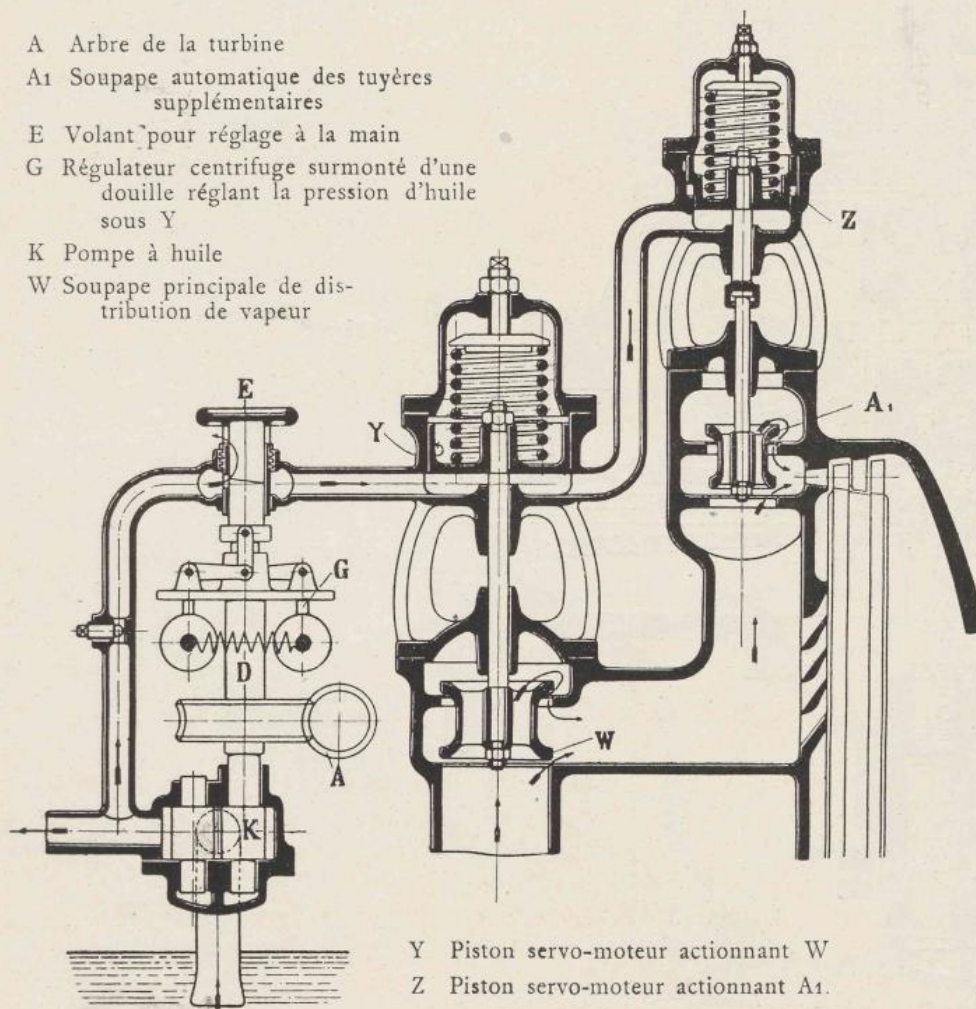 A Arbre de la turbine
A1 Soupape automatique des tuyères
supplémentaires
E Volant pour réglage à la main
G Régulateur centrifuge surmonté d'une
douille réglant la pression d'huile
sous Y
K Pompe à huile
W Soupape principale de dis-
tribution de vapeur
Z
E
A1
Y
G
D
W
A
K
Y Piston servo-moteur actionnant W
Z Piston servo-moteur actionnant A1.